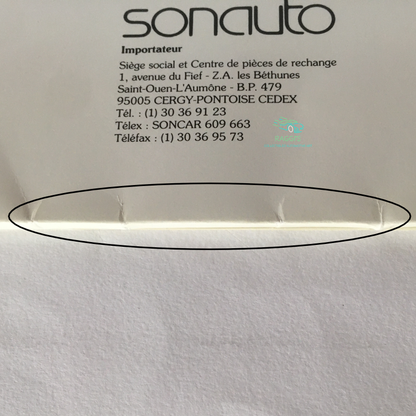 sonauto
Importateur
Siège social et Centre de pièces de rechange
1, avenue du Fief - Z.A. les Béthunes
Saint-Ouen-L'Aumône - B.P. 479
95005 CERGY-PONTOISE CEDEX
Tél. : (1) 30 36 91 23
Télex : SONCAR 609 663
Téléfax : (1) 30 36 95 73